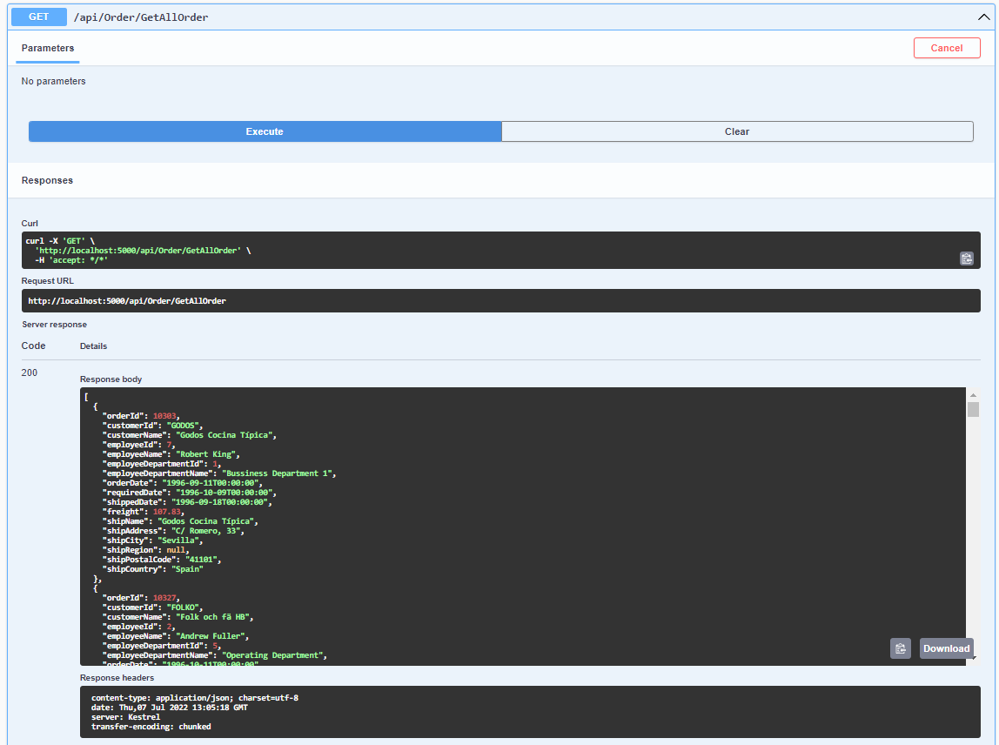 GET /api/Order/GetAllOrder
Parameters
Cancel
No parameters
Execute
Clear
Responses
Curl
curl -X 'GET' \
'http://localhost:5000/api/Order/GetAllOrder' \
-H 'accept: */*'
Request URL
http://localhost:5000/api/Order/GetAllOrder
Server response
Code Details
200
Response body
[
{
"orderId": 10303,
"customerId": "GODOS",
"customerName": "Godos Cocina Típica",
"employeeId": 7,
"employeeName": "Robert King",
"employeeDepartmentId": 1,
"employeeDepartmentName": "Bussiness Department 1",
"orderDate": "1996-09-11T00:00:00",
"requiredDate": "1996-10-09T00:00:00",
"shippedDate": "1996-09-18T00:00:00",
"freight": 107.83,
"shipName": "Godos Cocina Típica",
"shipAddress": "C/ Romero, 33",
"shipCity": "Sevilla",
"shipRegion": null,
"shipPostalCode": "41101",
"shipCountry": "Spain"
},
{
"orderId": 10327,
"customerId": "FOLKO",
"customerName": "Folk och fä HB",
"employeeId": 2,
"employeeName": "Andrew Fuller",
"employeeDepartmentId": 5,
"employeeDepartmentName": "Operating Department",
"orderDate": "1996-10-11T00:00:00"
Download
Response headers
content-type: application/json; charset=utf-8
date: Thu,07 Jul 2022 13:05:18 GMT
server: Kestrel
transfer-encoding: chunked